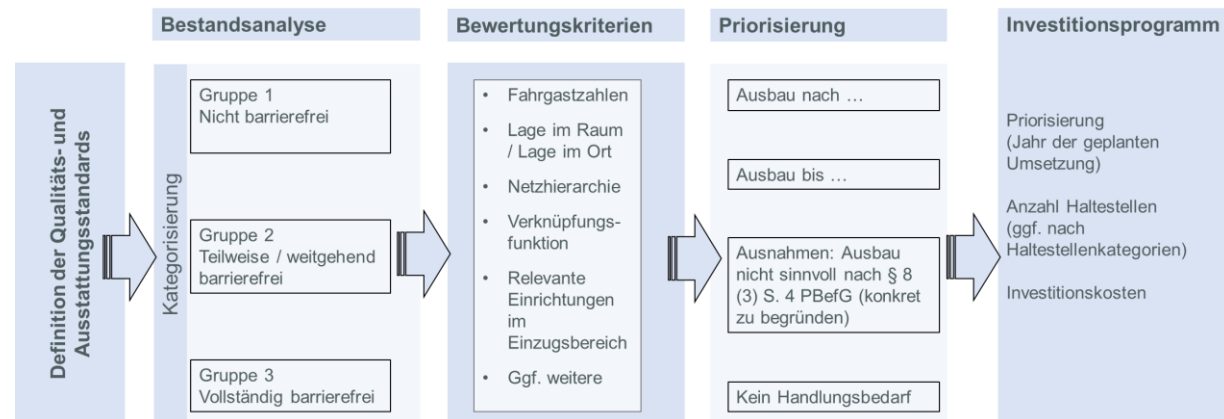 Bestandsanalyse
Bewertungskriterien
Priorisierung
Investitionsprogramm
Definition der Qualitäts- und
Ausstattungsstandards
Kategorisierung
Gruppe 1
Nicht barrierefrei
Gruppe 2
Teilweise / weitgehend
barrierefrei
Gruppe 3
Vollständig barrierefrei
• Fahrgastzahlen
• Lage im Raum
/ Lage im Ort
• Netzhierarchie
• Verknüpfungs-
funktion
• Relevante
Einrichtungen
im
Einzugsbereich
• Ggf. weitere
Ausbau nach …
Ausbau bis …
Ausnahmen: Ausbau
nicht sinnvoll nach § 8
(3) S. 4 PBefG (konkret
zu begründen)
Kein Handlungsbedarf
Priorisierung
(Jahr der geplanten
Umsetzung)
Anzahl Haltestellen
(ggf. nach
Haltestellenkategorien)
Investitionskosten